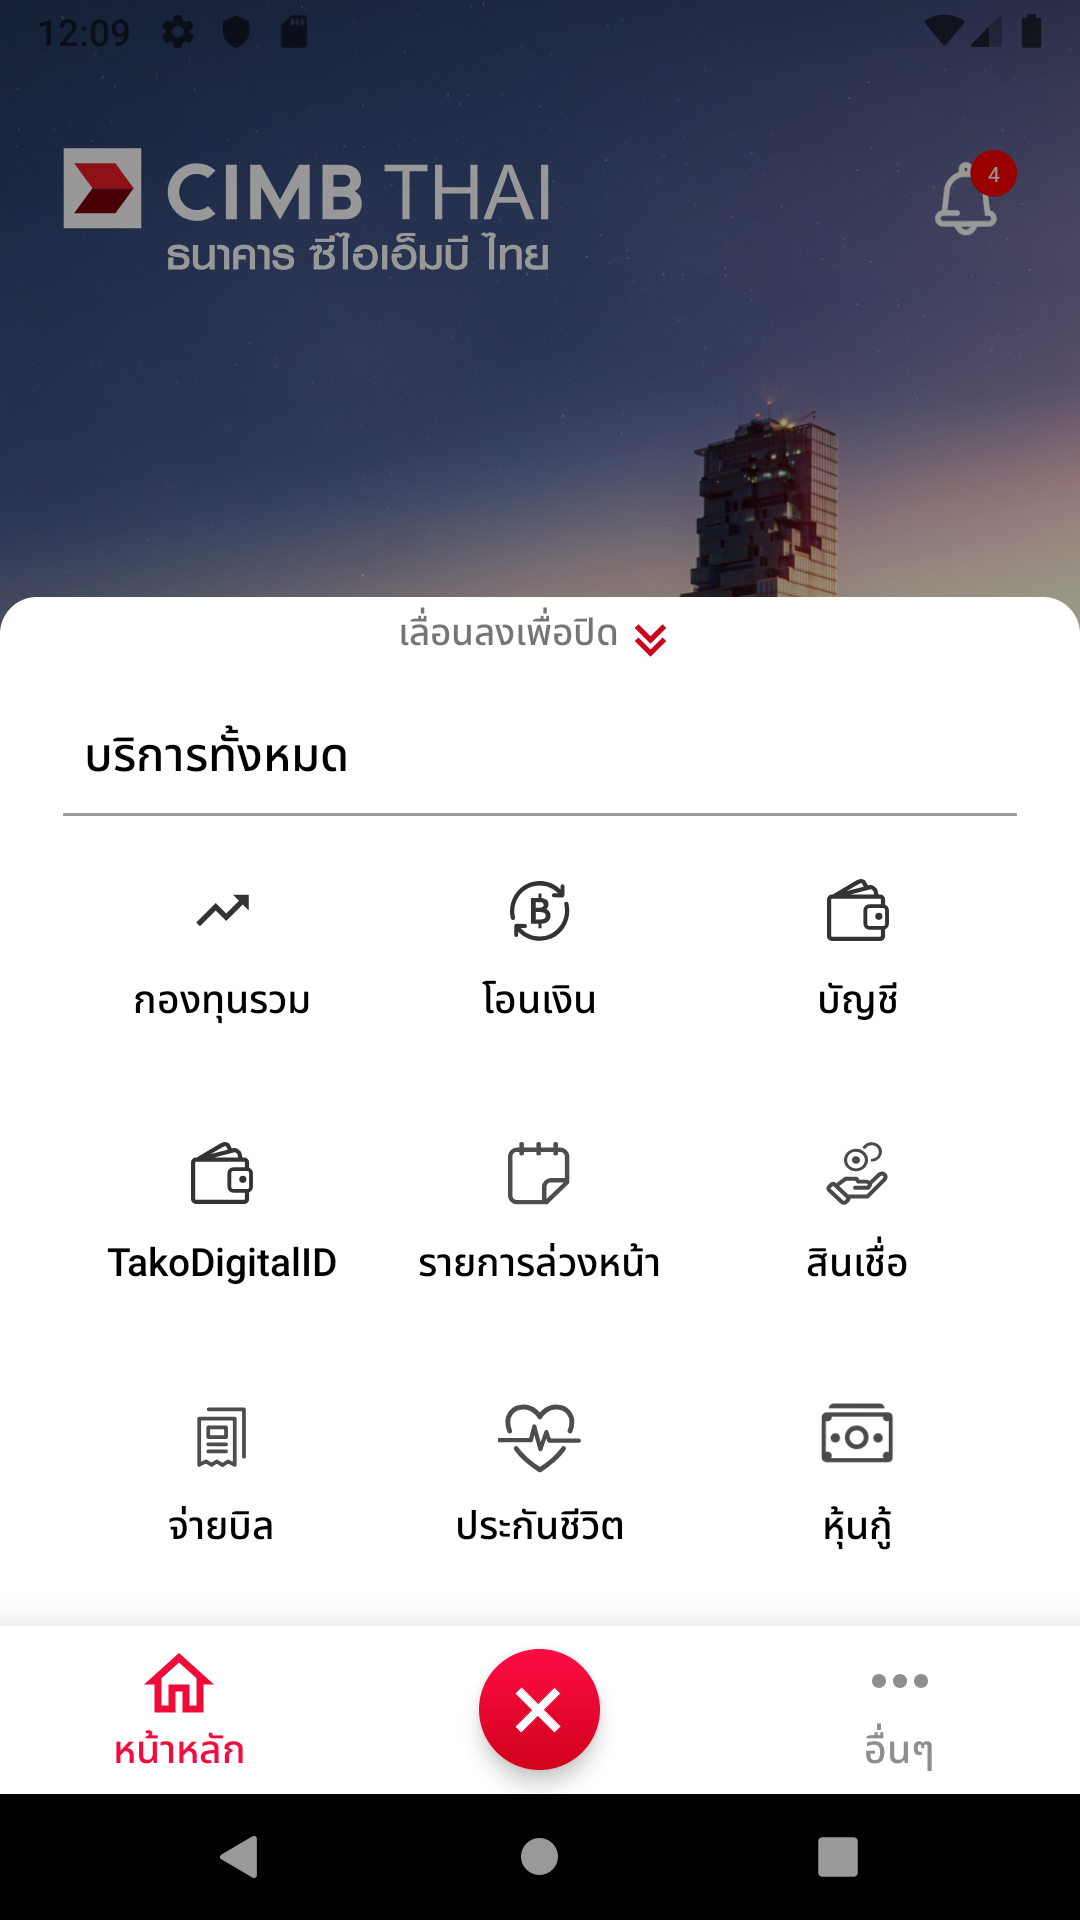 12:09
CIMB THAI
ธนาคาร ซีไอเอ็มบี ไทย
4
เลื่อนลงเพื่อปิด
บริการทั้งหมด
กองทุนรวม
โอนเงิน
บัญชี
TakoDigitalID
รายการล่วงหน้า
สินเชื่อ
จ่ายบิล
ประกันชีวิต
หุ้นกู้
หน้าหลัก
อื่นๆ